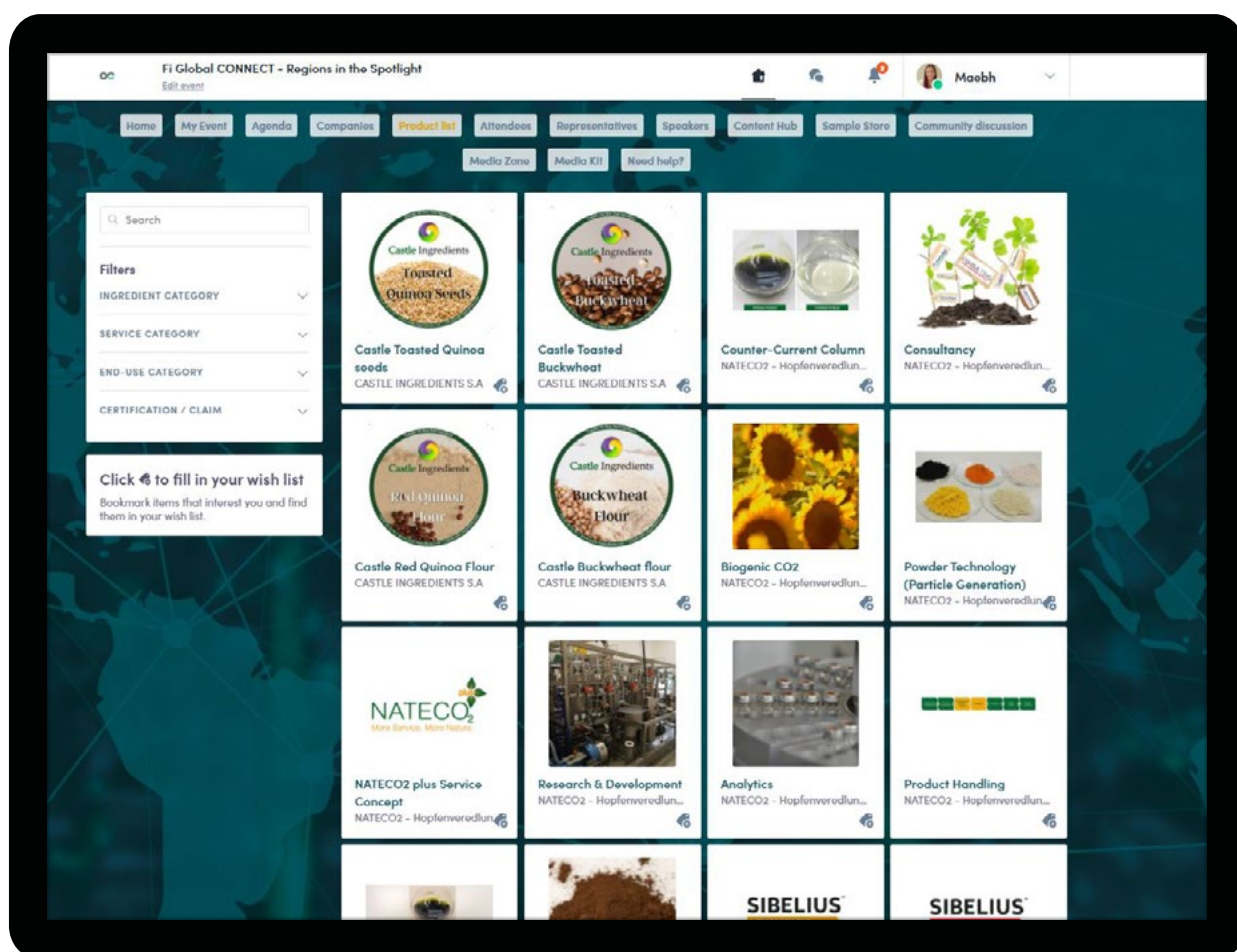 Fi Global CONNECT - Regions in the Spotlight
Edit event
Maebh
Home My Event Agenda Companies Product list Attendees Representatives Speakers Content Hub Sample Store Community discussion
Media Zone Media Kit Need help?
Search
Filters
INGREDIENT CATEGORY
SERVICE CATEGORY
END-USE CATEGORY
CERTIFICATION / CLAIM
Click to fill in your wish list
Bookmark items that interest you and find
them in your wish list.
Castle Ingredients
Toasted
Quinoa Seeds
Castle Toasted Quinoa
seeds
CASTLE INGREDIENTS S.A
Castle Ingredients
Toasted
Buckwheat
Castle Toasted
Buckwheat
CASTLE INGREDIENTS S.A
Counter-Current Column
NATECO2 - Hopfenveredlun...
Consultancy
NATECO2 - Hopfenveredlun...
Castle Ingredients
Red Quinoa
Flour
Castle Red Quinoa Flour
CASTLE INGREDIENTS S.A
Castle Ingredients
Buckwheat
Flour
Castle Buckwheat flour
CASTLE INGREDIENTS S.A
Biogenic CO2
NATECO2 - Hopfenveredlun...
Powder Technology
(Particle Generation)
NATECO2 - Hopfenveredlun...
NATECO2 plus
More Service. More Nature.
NATECO2 plus Service
Concept
NATECO2 - Hopfenveredlun...
Research & Development
NATECO2 - Hopfenveredlun...
Analytics
NATECO2 - Hopfenveredlun...
Product Handling
NATECO2 - Hopfenveredlun...
SIBELIUS
SIBELIUS